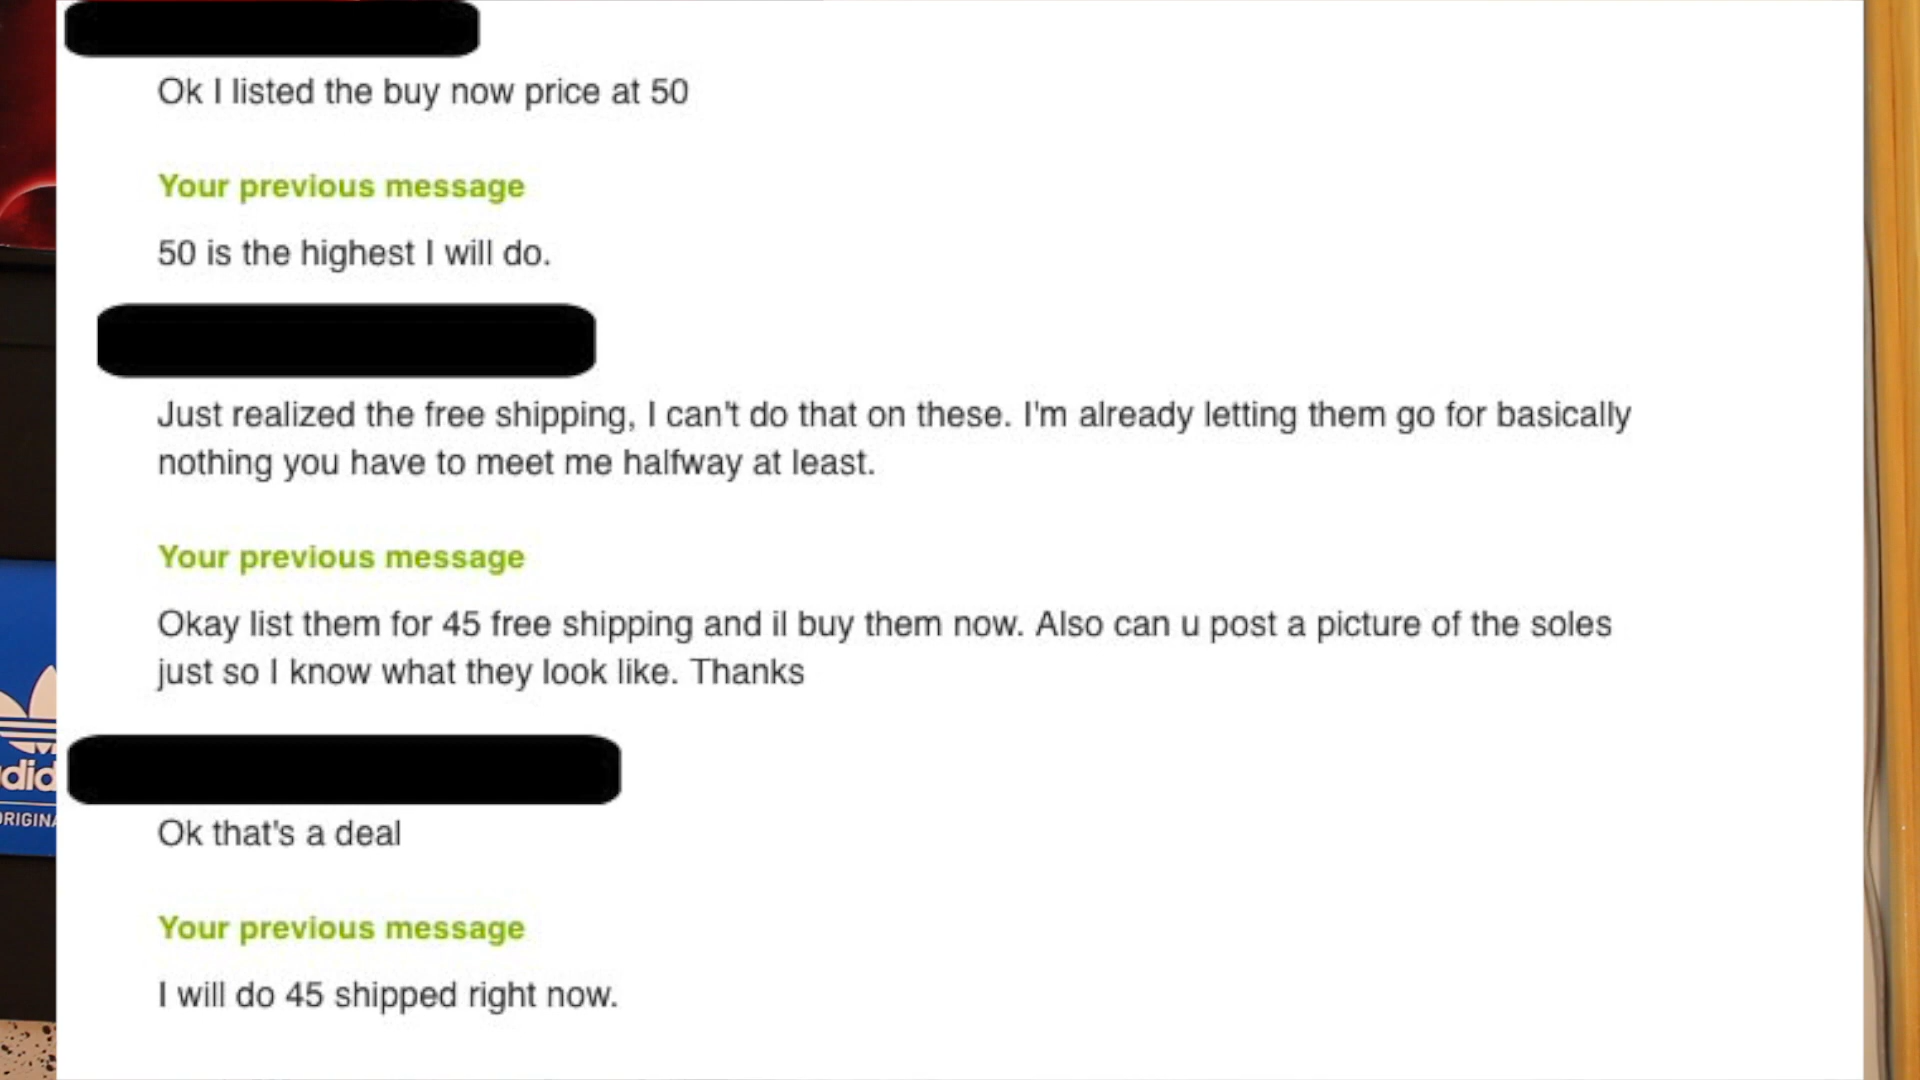 Ok I listed the buy now price at 50
Your previous message
50 is the highest I will do.
Just realized the free shipping, I can't do that on these. I'm already letting them go for basically
nothing you have to meet me halfway at least.
Your previous message
Okay list them for 45 free shipping and il buy them now. Also can u post a picture of the soles
just so I know what they look like. Thanks
Ok that's a deal
Your previous message
I will do 45 shipped right now.